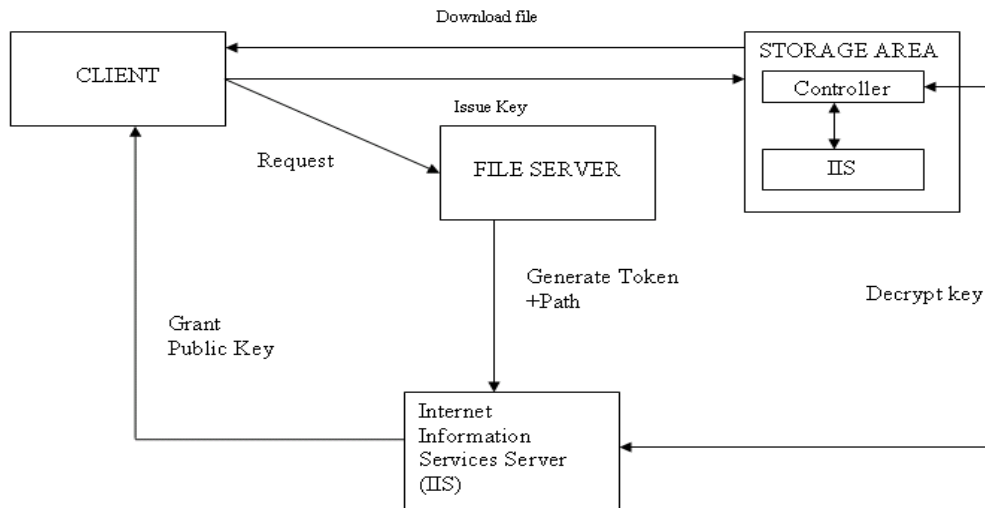 Download file
CLIENT
STORAGE AREA
Controller
Issue Key
Request
FILE SERVER
IIS
Generate Token
+Path
Decrypt key
Grant
Public Key
Internet
Information
Services Server
(IIS)